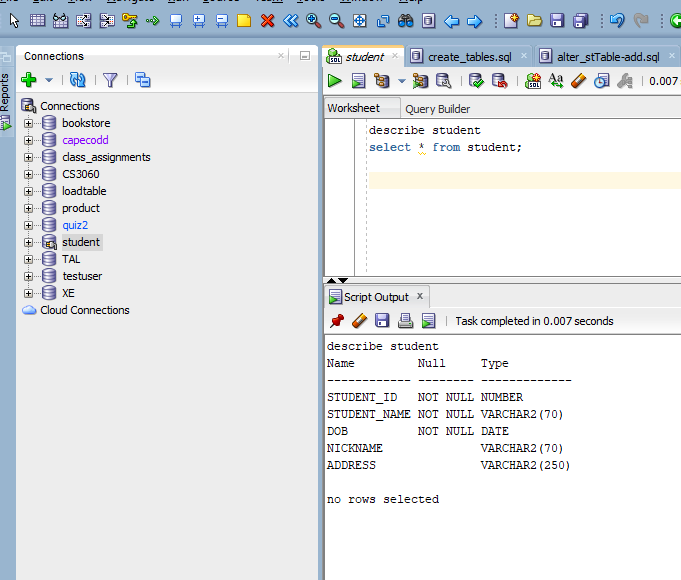 Connections
student
create_tables.sql
alter_stTable-add.sql
0.007
Reports
Connections
bookstore
capecodd
class_assignments
CS3060
loadtable
product
quiz2
student
TAL
testuser
XE
Cloud Connections
Worksheet Query Builder
describe student
select * from student;
Script Output x
Task completed in 0.007 seconds
describe student
Name         Null     Type
------------ -------- -------------
STUDENT_ID   NOT NULL NUMBER
STUDENT_NAME NOT NULL VARCHAR2(70)
DOB          NOT NULL DATE
NICKNAME              VARCHAR2(70)
ADDRESS               VARCHAR2(250)
no rows selected